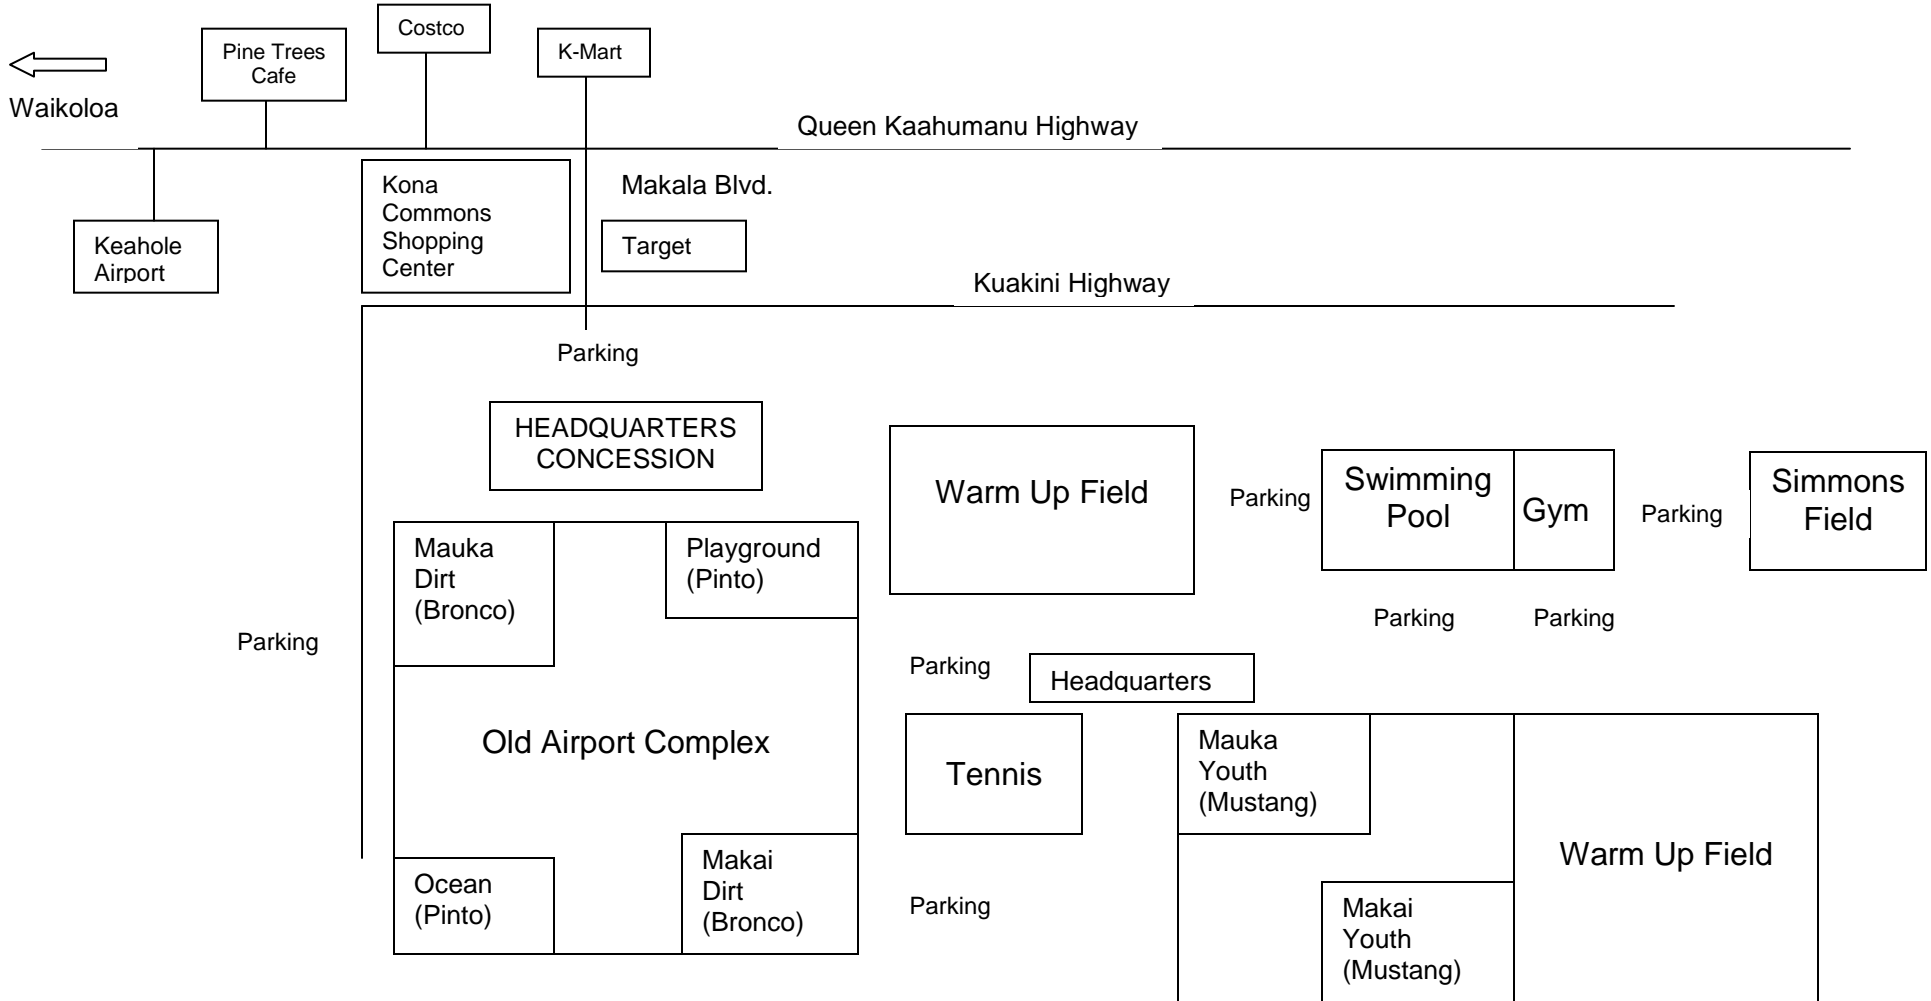 Costco
Pine Trees
Cafe
K-Mart
Waikoloa
Queen Kaahumanu Highway
Kona
Commons
Shopping
Center
Makala Blvd.
Keahole
Airport
Target
Kuakini Highway
Parking
HEADQUARTERS
CONCESSION
Warm Up Field
Parking
Swimming
Pool
Gym
Parking
Simmons
Field
Mauka
Dirt
(Bronco)
Playground
(Pinto)
Parking
Parking
Parking
Parking
Headquarters
Old Airport Complex
Tennis
Mauka
Youth
(Mustang)
Warm Up Field
Ocean
(Pinto)
Makai
Dirt
(Bronco)
Parking
Makai
Youth
(Mustang)